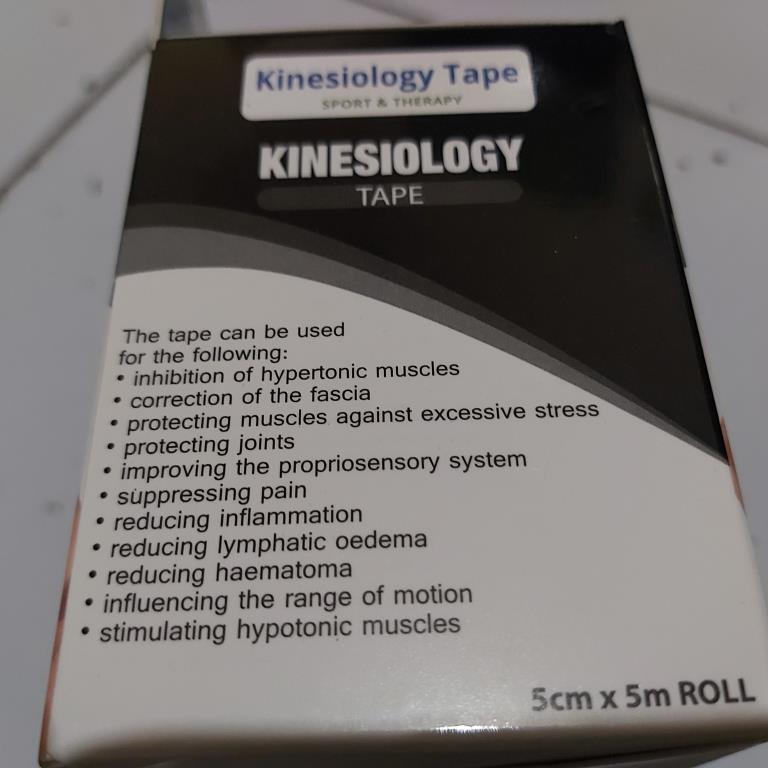 Kinesiology Tape
SPORT & THERAPY
KINESIOLOGY
TAPE
The tape can be used
for the following:
• inhibition of hypertonic muscles
• correction of the fascia
• protecting muscles against excessive stress
• protecting joints
• improving the propriosensory system
• suppressing pain
• reducing inflammation
• reducing lymphatic oedema
• reducing haematoma
• influencing the range of motion
• stimulating hypotonic muscles
5cm x 5m ROLL